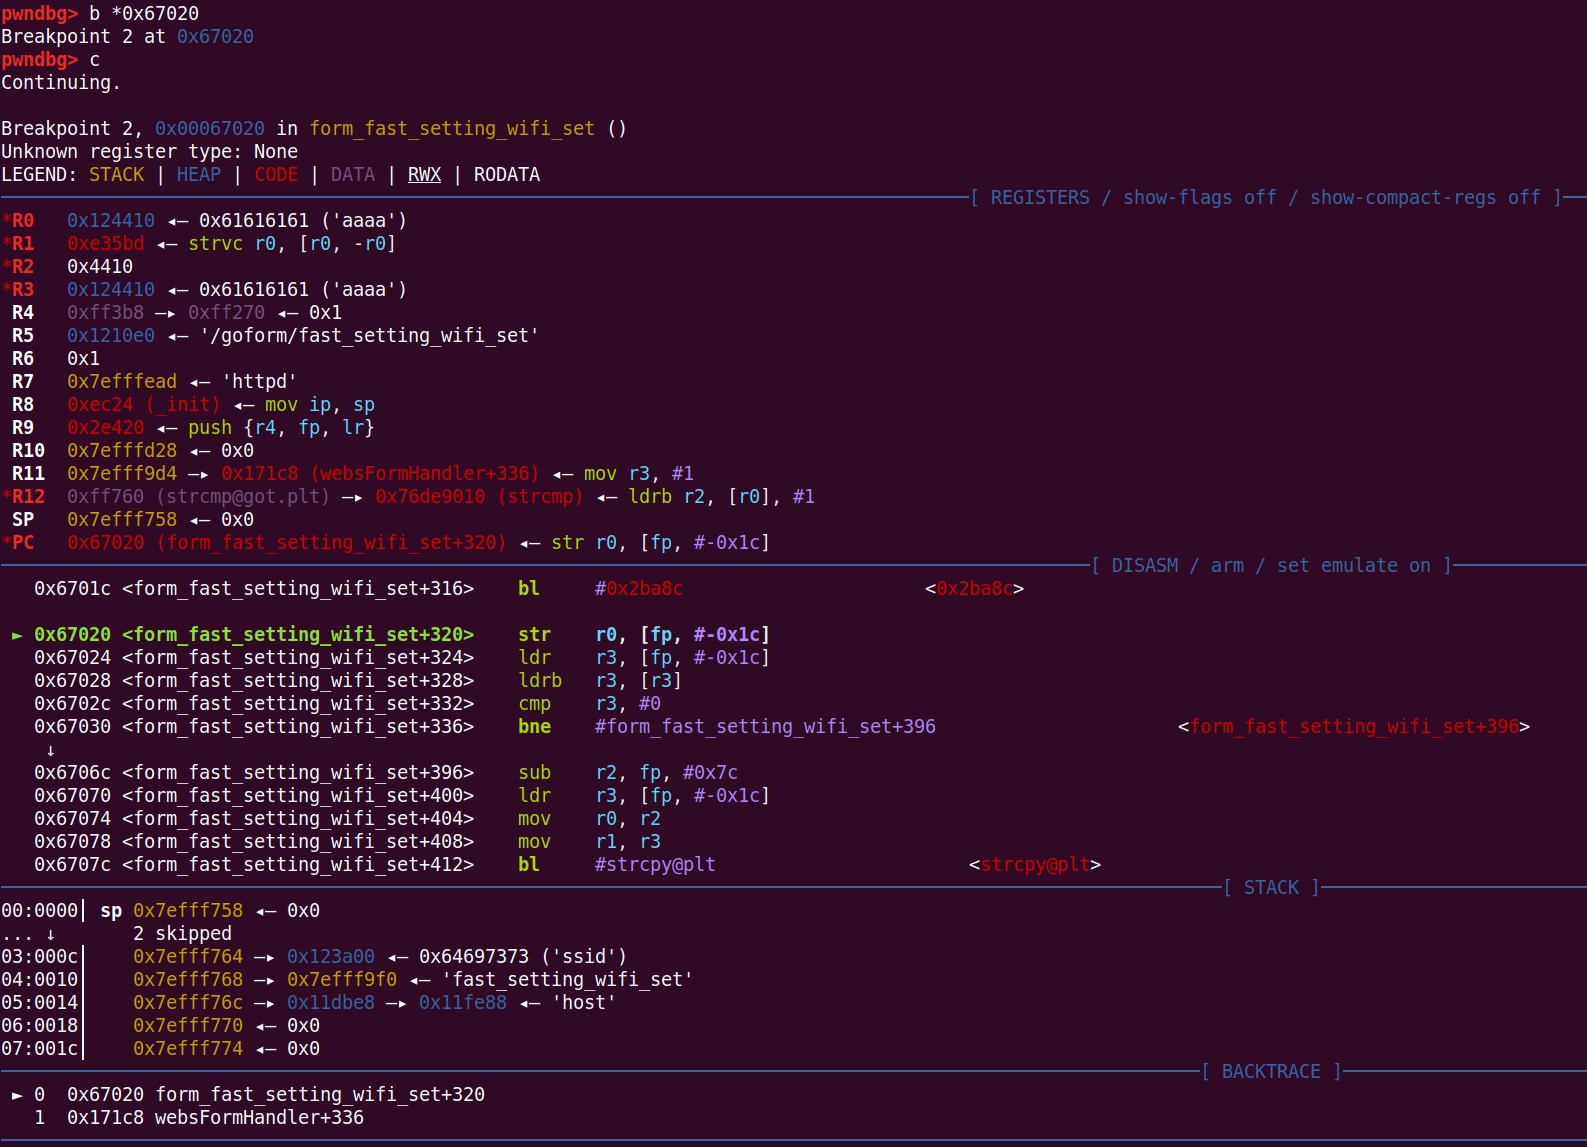 pwndbg> b *0x67020
Breakpoint 2 at 0x67020
pwndbg> c
Continuing.
Breakpoint 2, 0x00067020 in form_fast_setting_wifi_set ()
Unknown register type: None
LEGEND: STACK | HEAP | CODE | DATA | RWX | RODATA
[ REGISTERS / show-flags off / show-compact-regs off ]
*R0   0x124410 ◂— 0x61616161 ('aaaa')
*R1   0xe35bd ◂— strvc r0, [r0, -r0]
*R2   0x4410
*R3   0x124410 ◂— 0x61616161 ('aaaa')
 R4   0xff3b8 —▸ 0xff270 ◂— 0x1
 R5   0x1210e0 ◂— '/goform/fast_setting_wifi_set'
 R6   0x1
 R7   0x7efffead ◂— 'httpd'
 R8   0xec24 (_init) ◂— mov ip, sp
 R9   0x2e420 ◂— push {r4, fp, lr}
 R10  0x7efffd28 ◂— 0x0
 R11  0x7efff9d4 —▸ 0x171c8 (websFormHandler+336) ◂— mov r3, #1
*R12  0xff760 (strcmp@got.plt) —▸ 0x76de9010 (strcmp) ◂— ldrb r2, [r0], #1
 SP   0x7efff758 ◂— 0x0
*PC   0x67020 (form_fast_setting_wifi_set+320) ◂— str r0, [fp, #-0x1c]
[ DISASM / arm / set emulate on ]
   0x6701c <form_fast_setting_wifi_set+316>    bl     #0x2ba8c                      <0x2ba8c>
 ► 0x67020 <form_fast_setting_wifi_set+320>    str    r0, [fp, #-0x1c]
   0x67024 <form_fast_setting_wifi_set+324>    ldr    r3, [fp, #-0x1c]
   0x67028 <form_fast_setting_wifi_set+328>    ldrb   r3, [r3]
   0x6702c <form_fast_setting_wifi_set+332>    cmp    r3, #0
   0x67030 <form_fast_setting_wifi_set+336>    bne    #form_fast_setting_wifi_set+396                      <form_fast_setting_wifi_set+396>
    ↓
   0x6706c <form_fast_setting_wifi_set+396>    sub    r2, fp, #0x7c
   0x67070 <form_fast_setting_wifi_set+400>    ldr    r3, [fp, #-0x1c]
   0x67074 <form_fast_setting_wifi_set+404>    mov    r0, r2
   0x67078 <form_fast_setting_wifi_set+408>    mov    r1, r3
   0x6707c <form_fast_setting_wifi_set+412>    bl     #strcpy@plt                       <strcpy@plt>
[ STACK ]
00:0000│ sp 0x7efff758 ◂— 0x0
... ↓       2 skipped
03:000c│    0x7efff764 —▸ 0x123a00 ◂— 0x64697373 ('ssid')
04:0010│    0x7efff768 —▸ 0x7efff9f0 ◂— 'fast_setting_wifi_set'
05:0014│    0x7efff76c —▸ 0x11dbe8 —▸ 0x11fe88 ◂— 'host'
06:0018│    0x7efff770 ◂— 0x0
07:001c│    0x7efff774 ◂— 0x0
[ BACKTRACE ]
 ► 0  0x67020 form_fast_setting_wifi_set+320
   1  0x171c8 websFormHandler+336